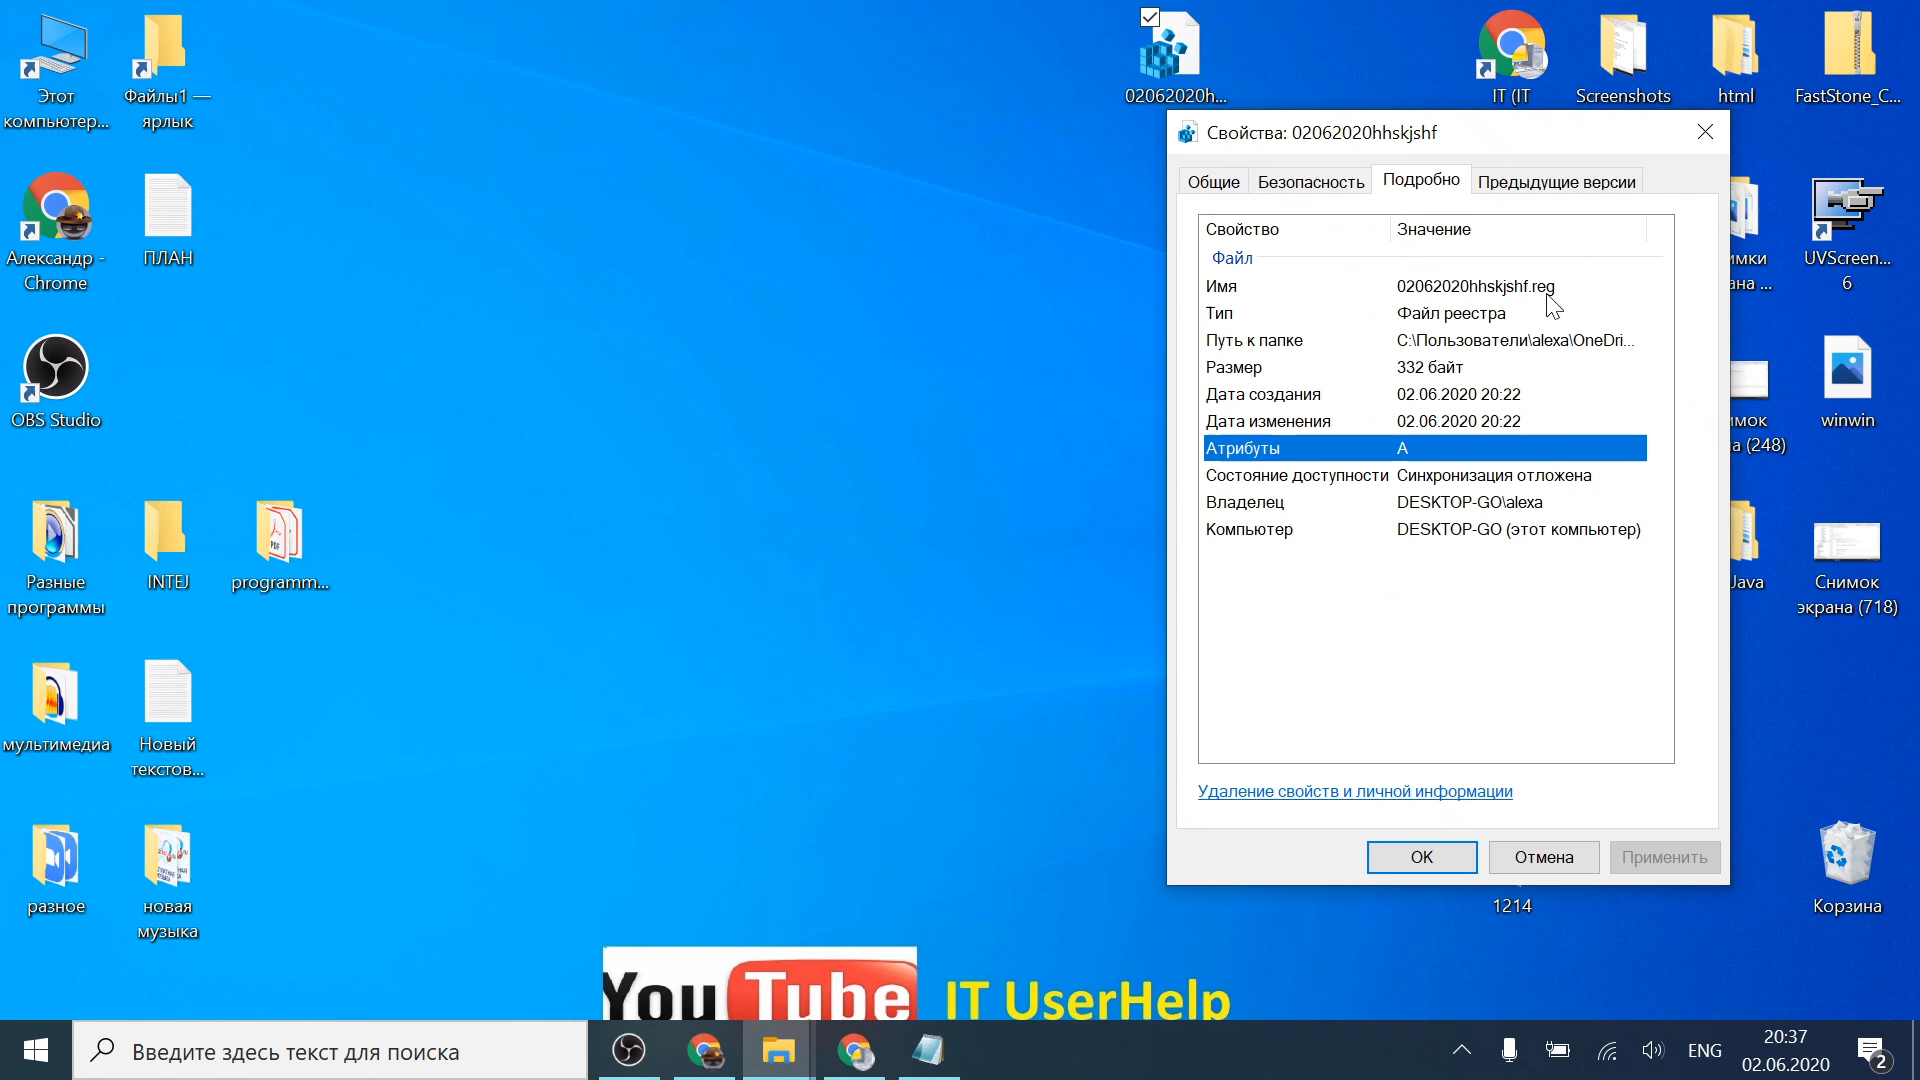 Этот
компьютер...
Файлы1 —
ярлык
02062020h...
IT (IT
Screenshots
html
FastStone_C...
Свойства: 02062020hhskjshf
Общие
Безопасность
Подробно
Предыдущие версии
Свойство Значение
Файл
Имя 02062020hhskjshf.reg
Тип Файл реестра
Путь к папке C:\Пользователи\alexa\OneDri...
Размер 332 байт
Дата создания 02.06.2020 20:22
Дата изменения 02.06.2020 20:22
Атрибуты A
Состояние доступности Синхронизация отложена
Владелец DESKTOP-GO\alexa
Компьютер DESKTOP-GO (этот компьютер)
Удаление свойств и личной информации
OK
Отмена
Применить
Александр -
Chrome
ПЛАН
имки
ана ...
UVScreen...
6
OBS Studio
имок
а (248)
winwin
Разные
программы
INTEJ
PDF
programm...
Java
Снимок
экрана (718)
мультимедиа
Новый
текстов...
разное
новая
музыка
1214
Корзина
YouTube
IT UserHelp
Введите здесь текст для поиска
ENG
20:37
02.06.2020
2